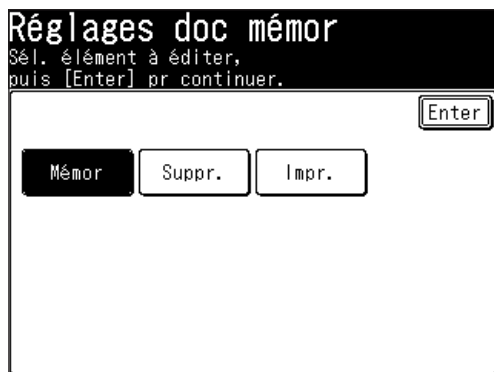 Réglages doc mémor
Sél. élément à éditer,
puis [Enter] pr continuer.
Enter
Mémor Suppr. Impr.